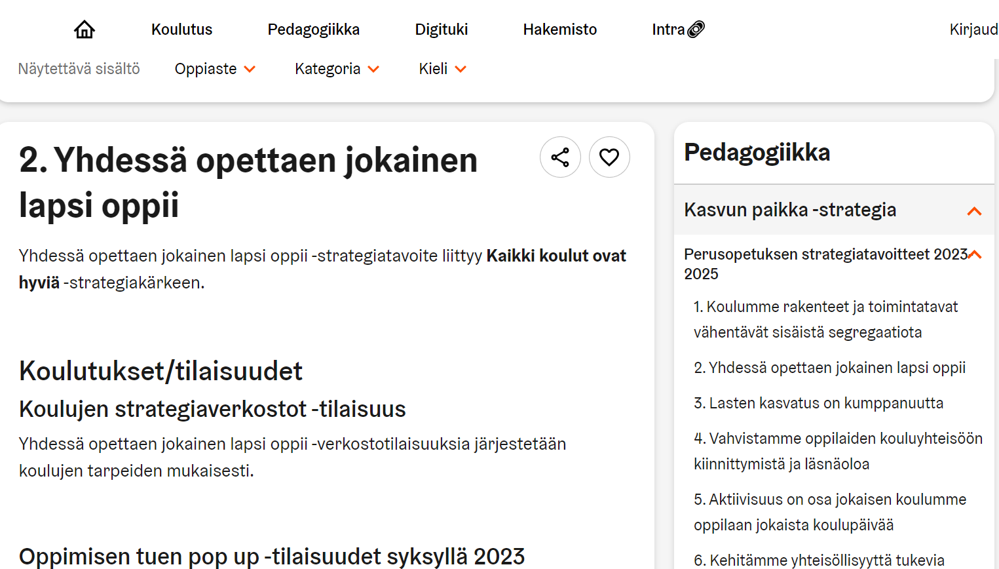 Koulutus Pedagogiikka Digituki Hakemisto Intra Kirjaud
Näytettävä sisältö Oppiaste Kategoria Kieli
2. Yhdessä opettaen jokainen
lapsi oppii
Yhdessä opettaen jokainen lapsi oppii -strategiatavoite liittyy Kaikki koulut ovat
hyviä -strategiakärkeen.
Koulutukset/tilaisuudet
Koulujen strategiaverkostot -tilaisuus
Yhdessä opettaen jokainen lapsi oppii -verkostotilaisuuksia järjestetään
koulujen tarpeiden mukaisesti.
Oppimisen tuen pop up -tilaisuudet syksyllä 2023
Pedagogiikka
Kasvun paikka -strategia
Perusopetuksen strategiatavoitteet 2023-
2025
1. Koulumme rakenteet ja toimintatavat
vähentävät sisäistä segregaatiota
2. Yhdessä opettaen jokainen lapsi oppii
3. Lasten kasvatus on kumppanuutta
4. Vahvistamme oppilaiden kouluyhteisöön
kiinnittymistä ja läsnäoloa
5. Aktiivisuus on osa jokaisen koulumme
oppilaan jokaista koulupäivää
6. Kehitämme yhteisöllisyyttä tukevia